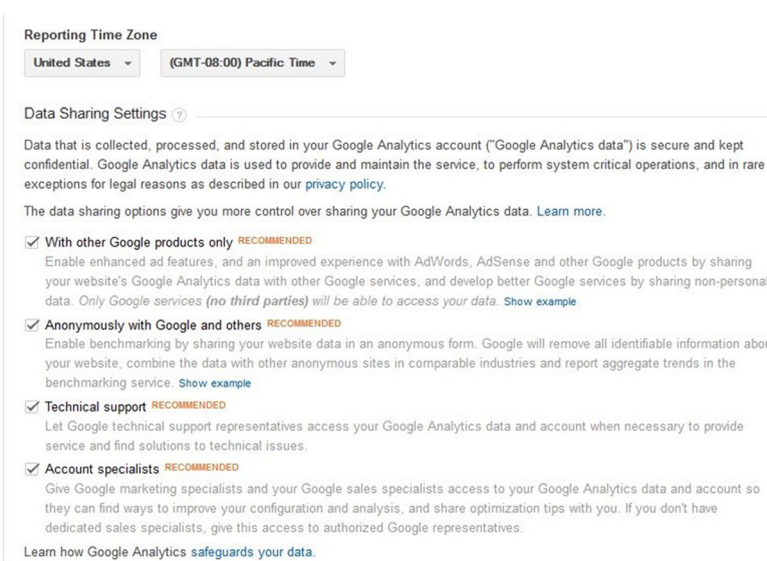 Reporting Time Zone
United States (GMT-08:00) Pacific Time
Data Sharing Settings ?
Data that is collected, processed, and stored in your Google Analytics account ("Google Analytics data") is secure and kept
confidential. Google Analytics data is used to provide and maintain the service, to perform system critical operations, and in rare
exceptions for legal reasons as described in our privacy policy.
The data sharing options give you more control over sharing your Google Analytics data. Learn more.
With other Google products only RECOMMENDED
Enable enhanced ad features, and an improved experience with AdWords, AdSense and other Google products by sharing
your website's Google Analytics data with other Google services, and develop better Google services by sharing non-personal
data. Only Google services (no third parties) will be able to access your data. Show example
Anonymously with Google and others RECOMMENDED
Enable benchmarking by sharing your website data in an anonymous form. Google will remove all identifiable information abou
your website, combine the data with other anonymous sites in comparable industries and report aggregate trends in the
benchmarking service. Show example
Technical support RECOMMENDED
Let Google technical support representatives access your Google Analytics data and account when necessary to provide
service and find solutions to technical issues.
Account specialists RECOMMENDED
Give Google marketing specialists and your Google sales specialists access to your Google Analytics data and account so
they can find ways to improve your configuration and analysis, and share optimization tips with you. If you don't have
dedicated sales specialists, give this access to authorized Google representatives.
Learn how Google Analytics safeguards your data.